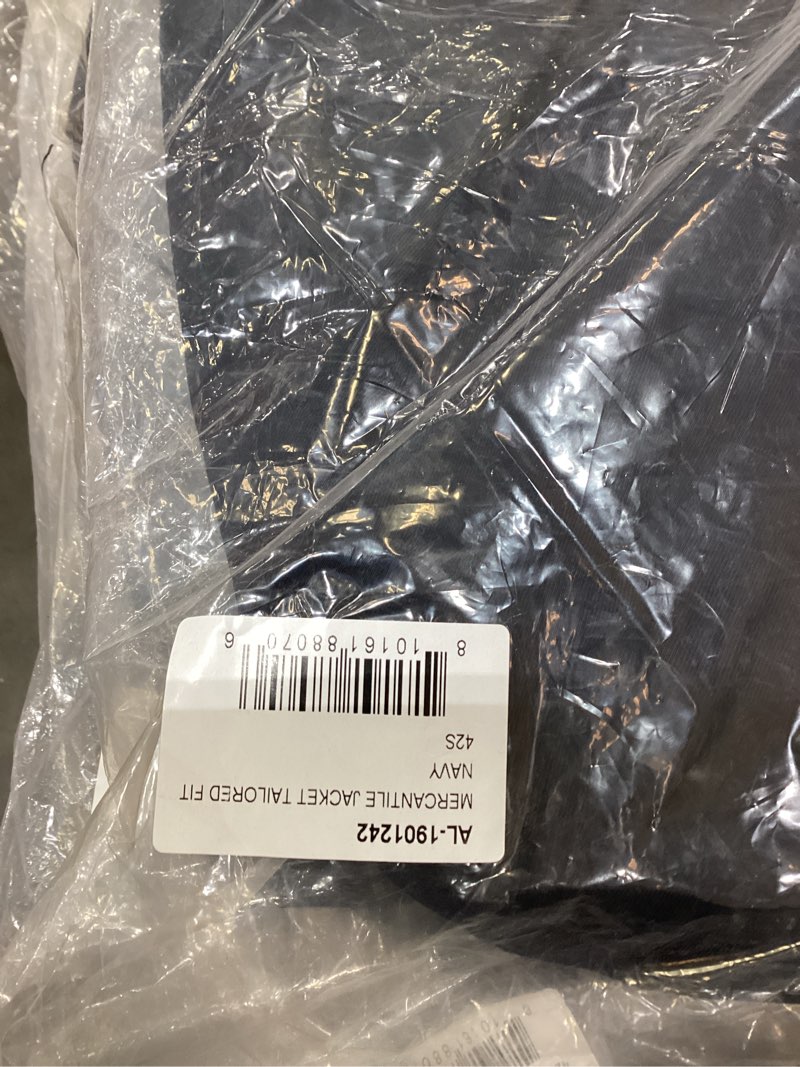 AL-1901242
MERCANTILE JACKET TAILORED FIT
NAVY
42S
8 10161 88070 6